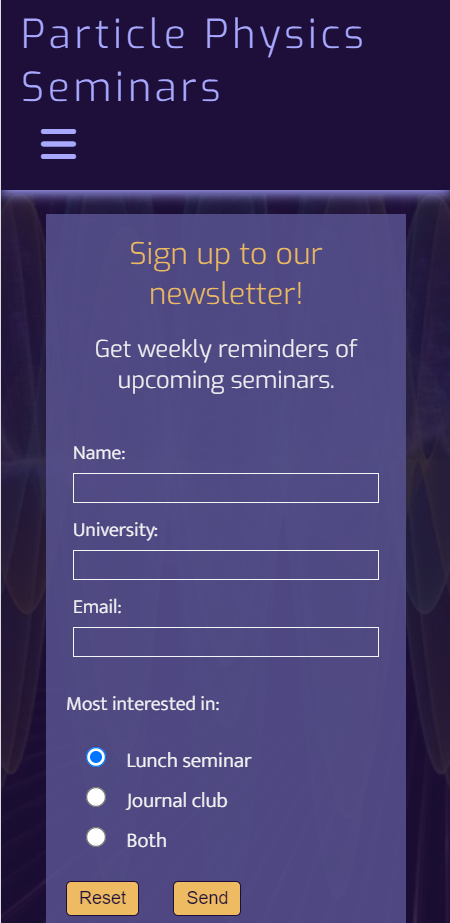 Particle Physics
Seminars
Sign up to our
newsletter!
Get weekly reminders of
upcoming seminars.
Name:
University:
Email:
Most interested in:
Lunch seminar
Journal club
Both
Reset Send